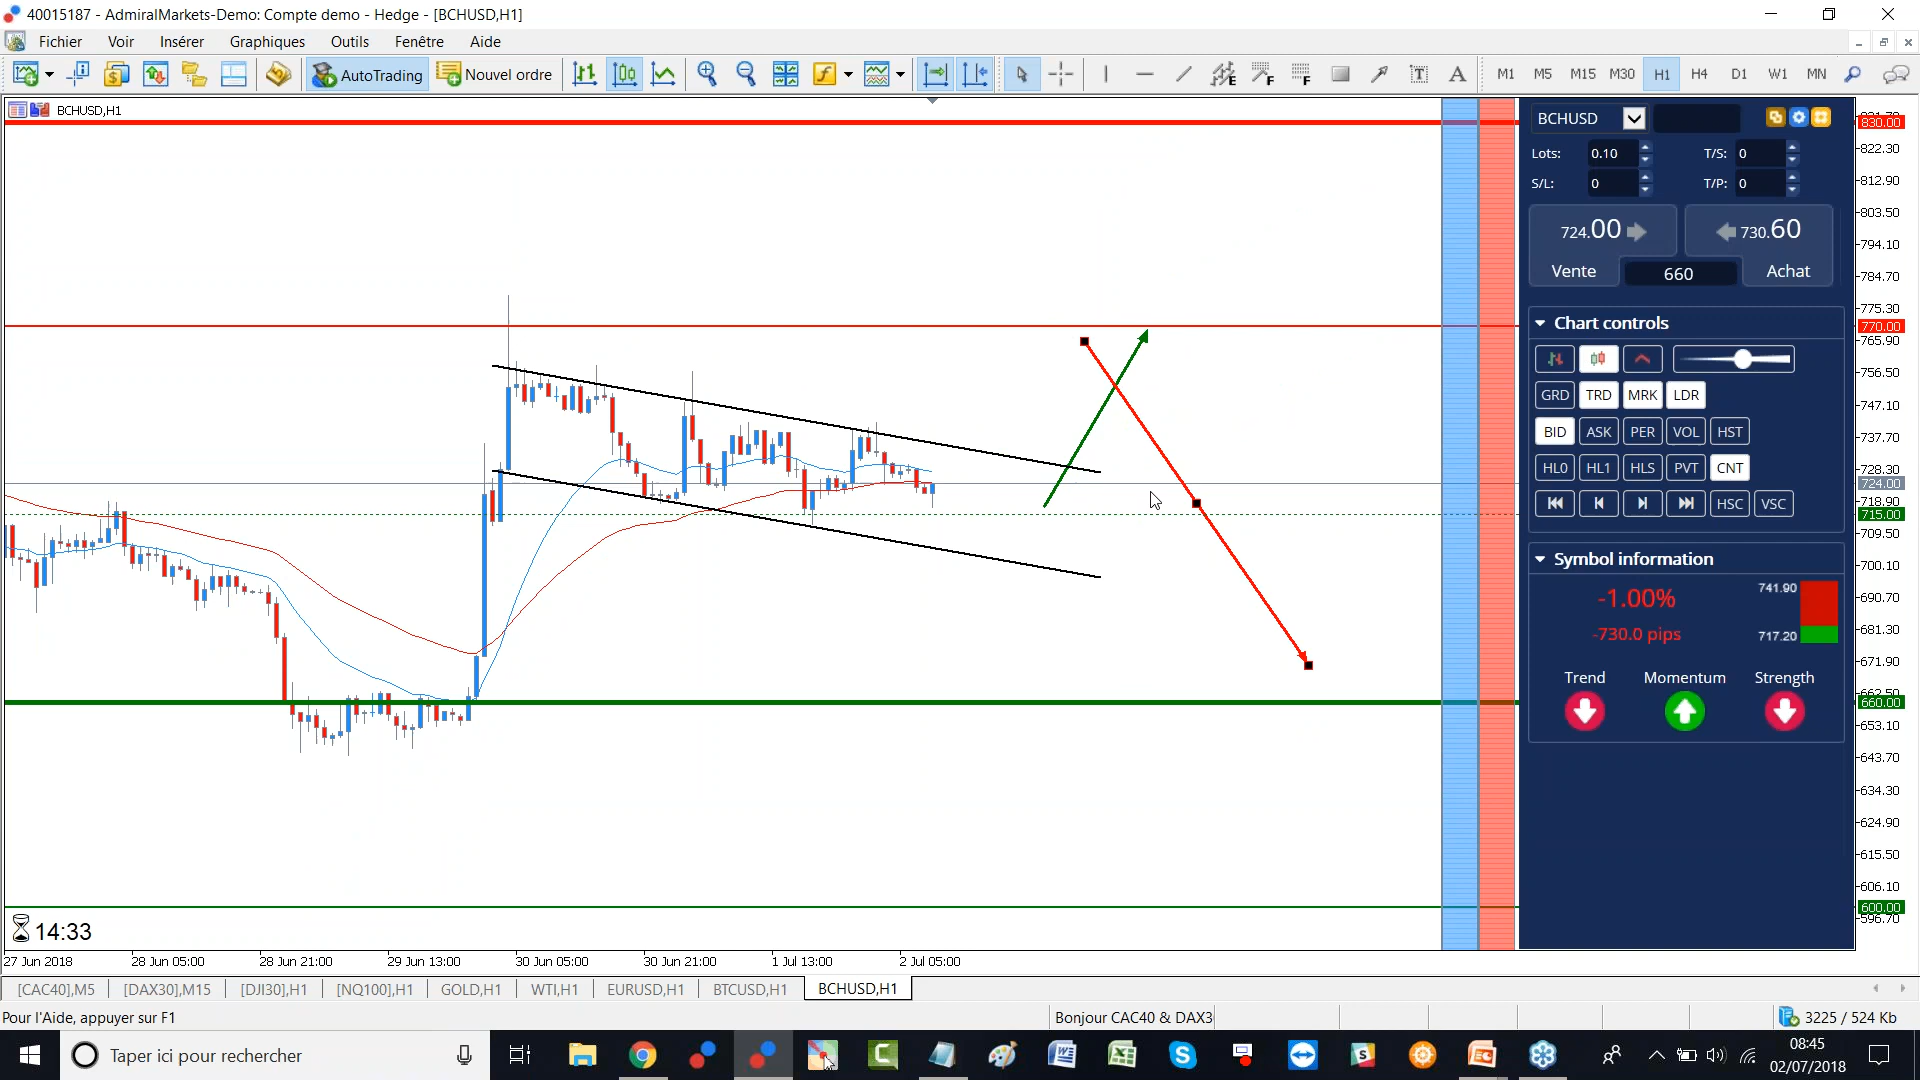 40015187 - AdmiralMarkets-Demo: Compte demo - Hedge - [BCHUSD,H1]
Fichier Voir Insérer Graphiques Outils Fenêtre Aide
AutoTrading Nouvel ordre M1 M5 M15 M30 H1 H4 D1 W1 MN
BCHUSD,H1
BCHUSD
Lots: 0.10 T/S: 0
S/L: 0 T/P: 0
724.00 730.60
Vente 660 Achat
Chart controls
GRD TRD MRK LDR
BID ASK PER VOL HST
HL0 HL1 HLS PVT CNT
HSC VSC
Symbol information
-1.00% 741.90
-730.0 pips 717.20
Trend Momentum Strength
830.00
822.30
812.90
803.50
794.10
784.70
775.30
770.00
765.90
756.50
747.10
737.70
728.30
724.00
718.90
715.00
709.50
700.10
690.70
681.30
671.90
662.50
660.00
653.10
643.70
634.30
624.90
615.50
606.10
600.00
596.70
14:33
27 Jun 2018 28 Jun 05:00 28 Jun 21:00 29 Jun 13:00 30 Jun 05:00 30 Jun 21:00 1 Jul 13:00 2 Jul 05:00
[CAC40],M5 [DAX30],M15 [DJI30],H1 [NQ100],H1 GOLD,H1 WTI,H1 EURUSD,H1 BTCUSD,H1 BCHUSD,H1
Pour l'Aide, appuyer sur F1 Bonjour CAC40 & DAX3 3225 / 524 Kb
Taper ici pour rechercher
08:45
02/07/2018